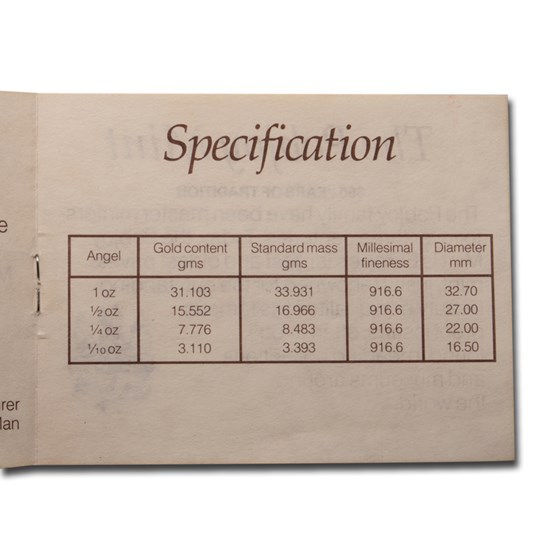 Specification
Angel Gold content gms Standard mass gms Millesimal fineness Diameter mm
1 oz 31.103 33.931 916.6 32.70
½ oz 15.552 16.966 916.6 27.00
¼ oz 7.776 8.483 916.6 22.00
⅒ oz 3.110 3.393 916.6 16.50